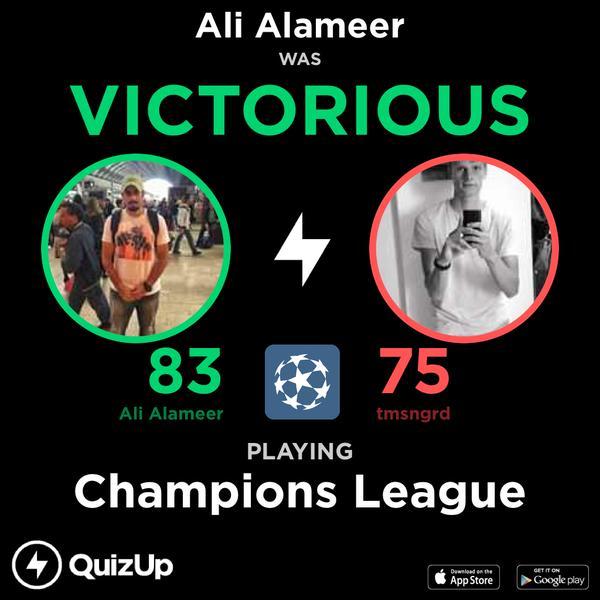 Ali Alameer
WAS
VICTORIOUS
83 75
Ali Alameer tmsngrd
PLAYING
Champions League
QuizUp
Download on the
App Store
GET IT ON
Google play